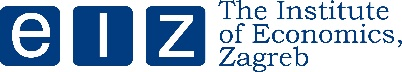 eiz
The Institute
of Economics,
Zagreb